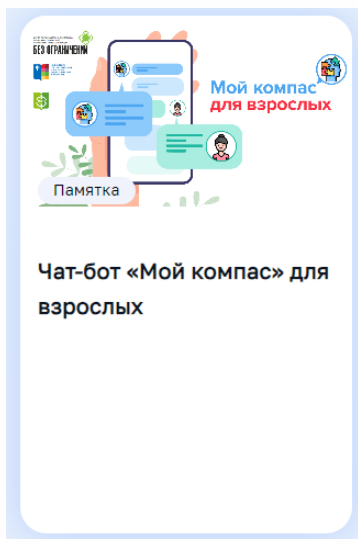 БЕЗ ОГРАНИЧЕНИЙ
Мой компас
для взрослых
Памятка
Чат-бот «Мой компас» для
взрослых